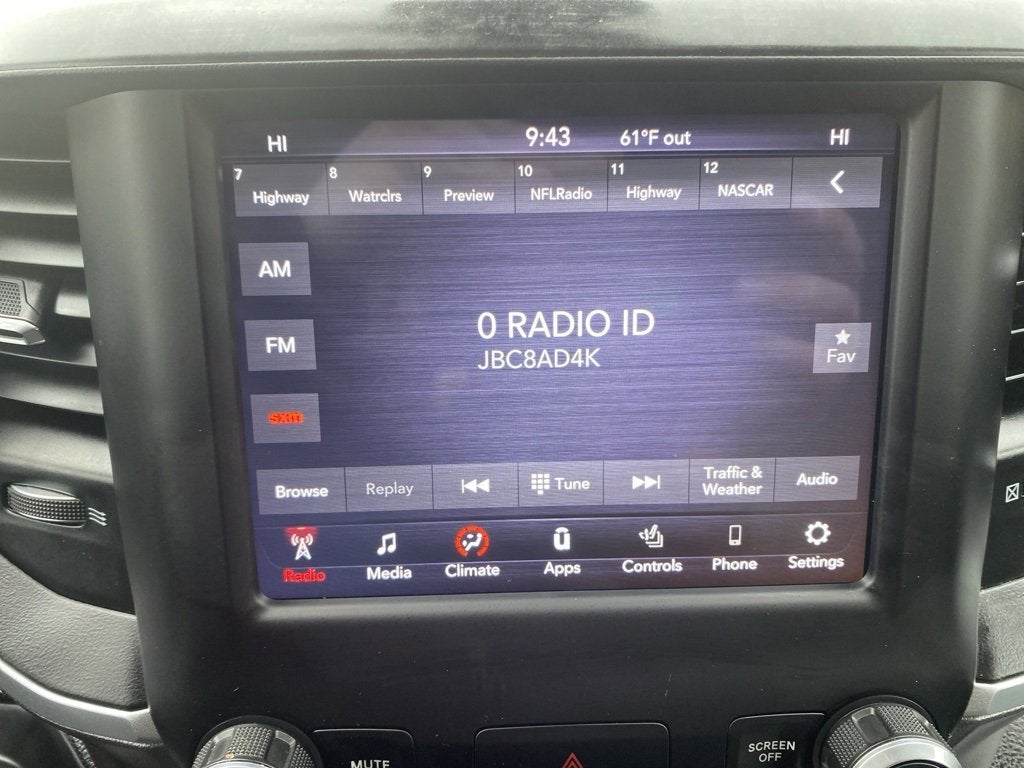 HI 9:43 61°F out HI
7 Highway 8 Watrclrs 9 Preview 10 NFLRadio 11 Highway 12 NASCAR
AM
0 RADIO ID
JBC8AD4K
FM
Fav
sxm
Browse Replay Tune Traffic & Weather Audio
Radio Media Climate Apps Controls Phone Settings
MUTE
SCREEN
OFF